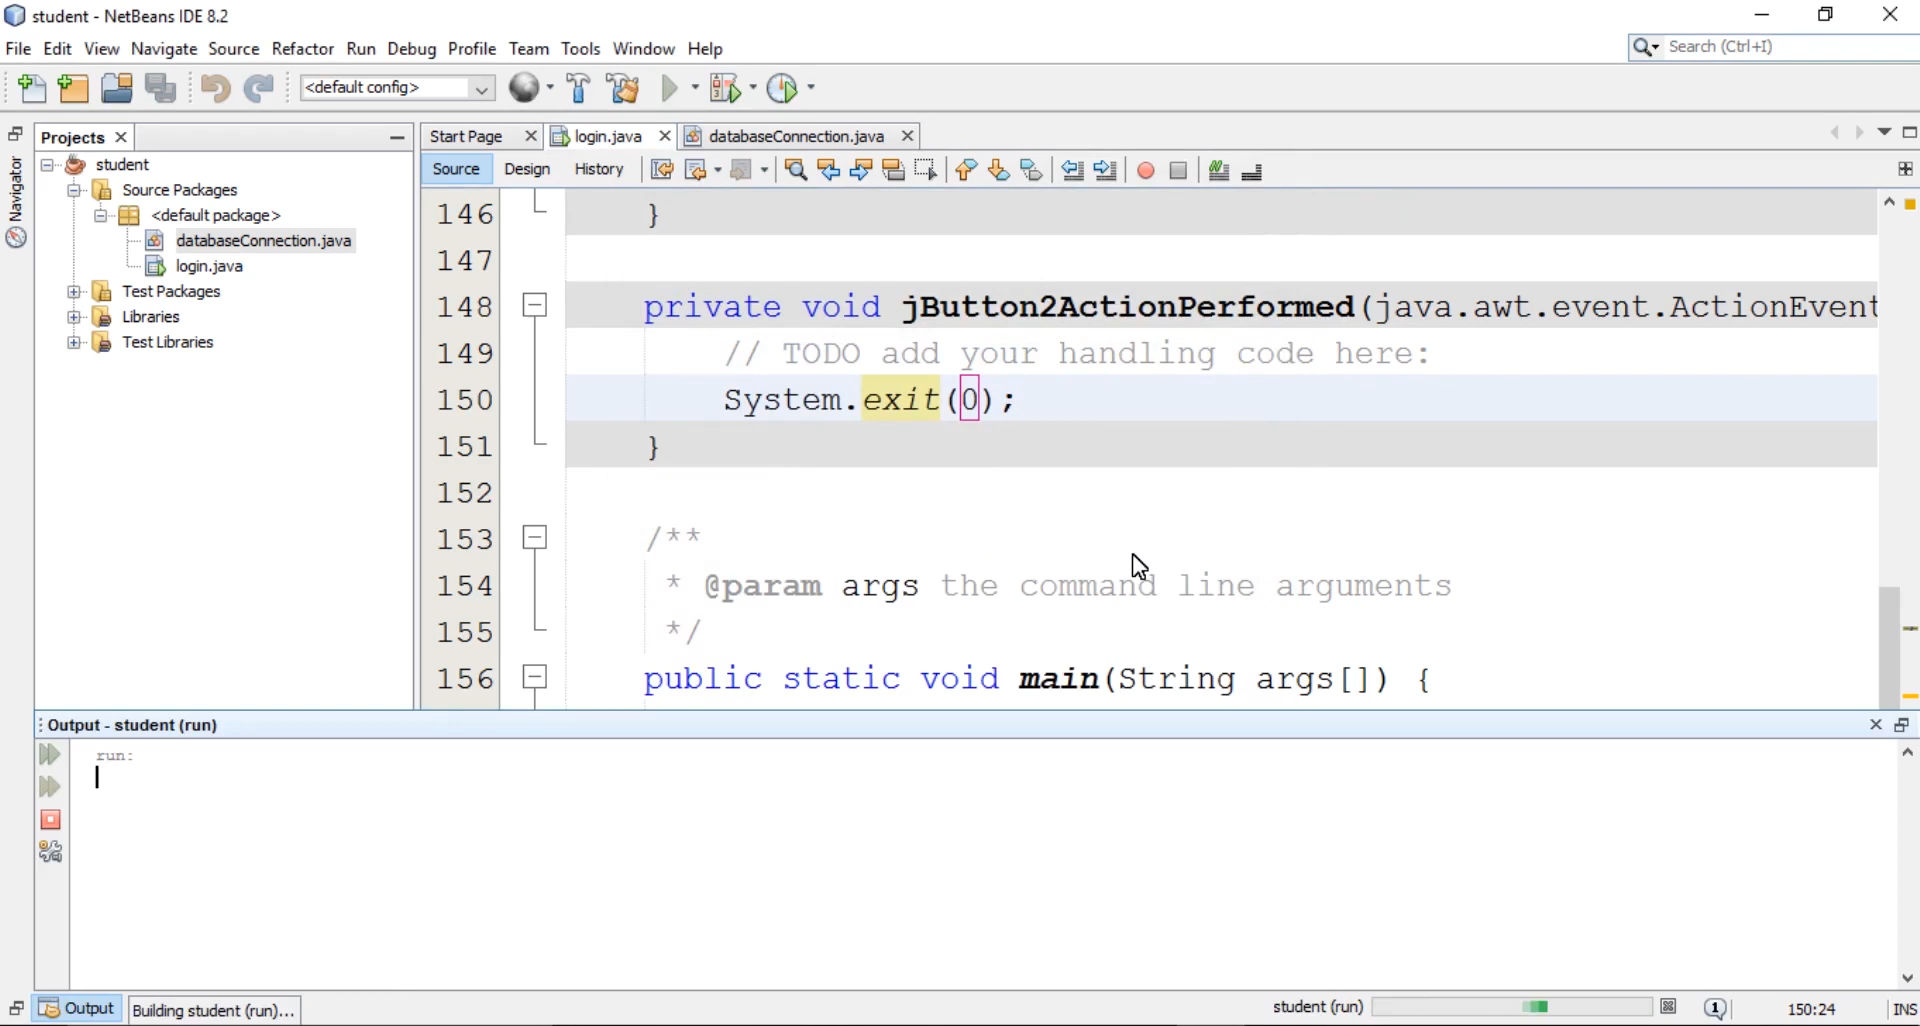 student - NetBeans IDE 8.2
File Edit View Navigate Source Refactor Run Debug Profile Team Tools Window Help
Search (Ctrl+I)
<default config>
Projects
Start Page
login.java
databaseConnection.java
Navigator
student
Source Packages
<default package>
databaseConnection.java
login.java
Test Packages
Libraries
Test Libraries
Source Design History
146 }
147
148 private void jButton2ActionPerformed(java.awt.event.ActionEvent
149 // TODO add your handling code here:
150 System.exit(0);
151 }
152
153 /**
154 * @param args the command line arguments
155 */
156 public static void main(String args[]) {
Output - student (run)
run:
Output
Building student (run)...
student (run)
1
150:24
INS